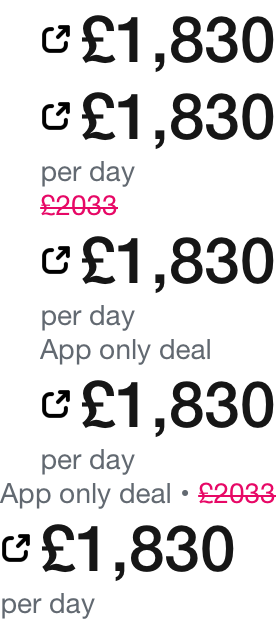 £1,830
£1,830
per day
£2033
£1,830
per day
App only deal
£1,830
per day
App only deal • £2033
£1,830
per day